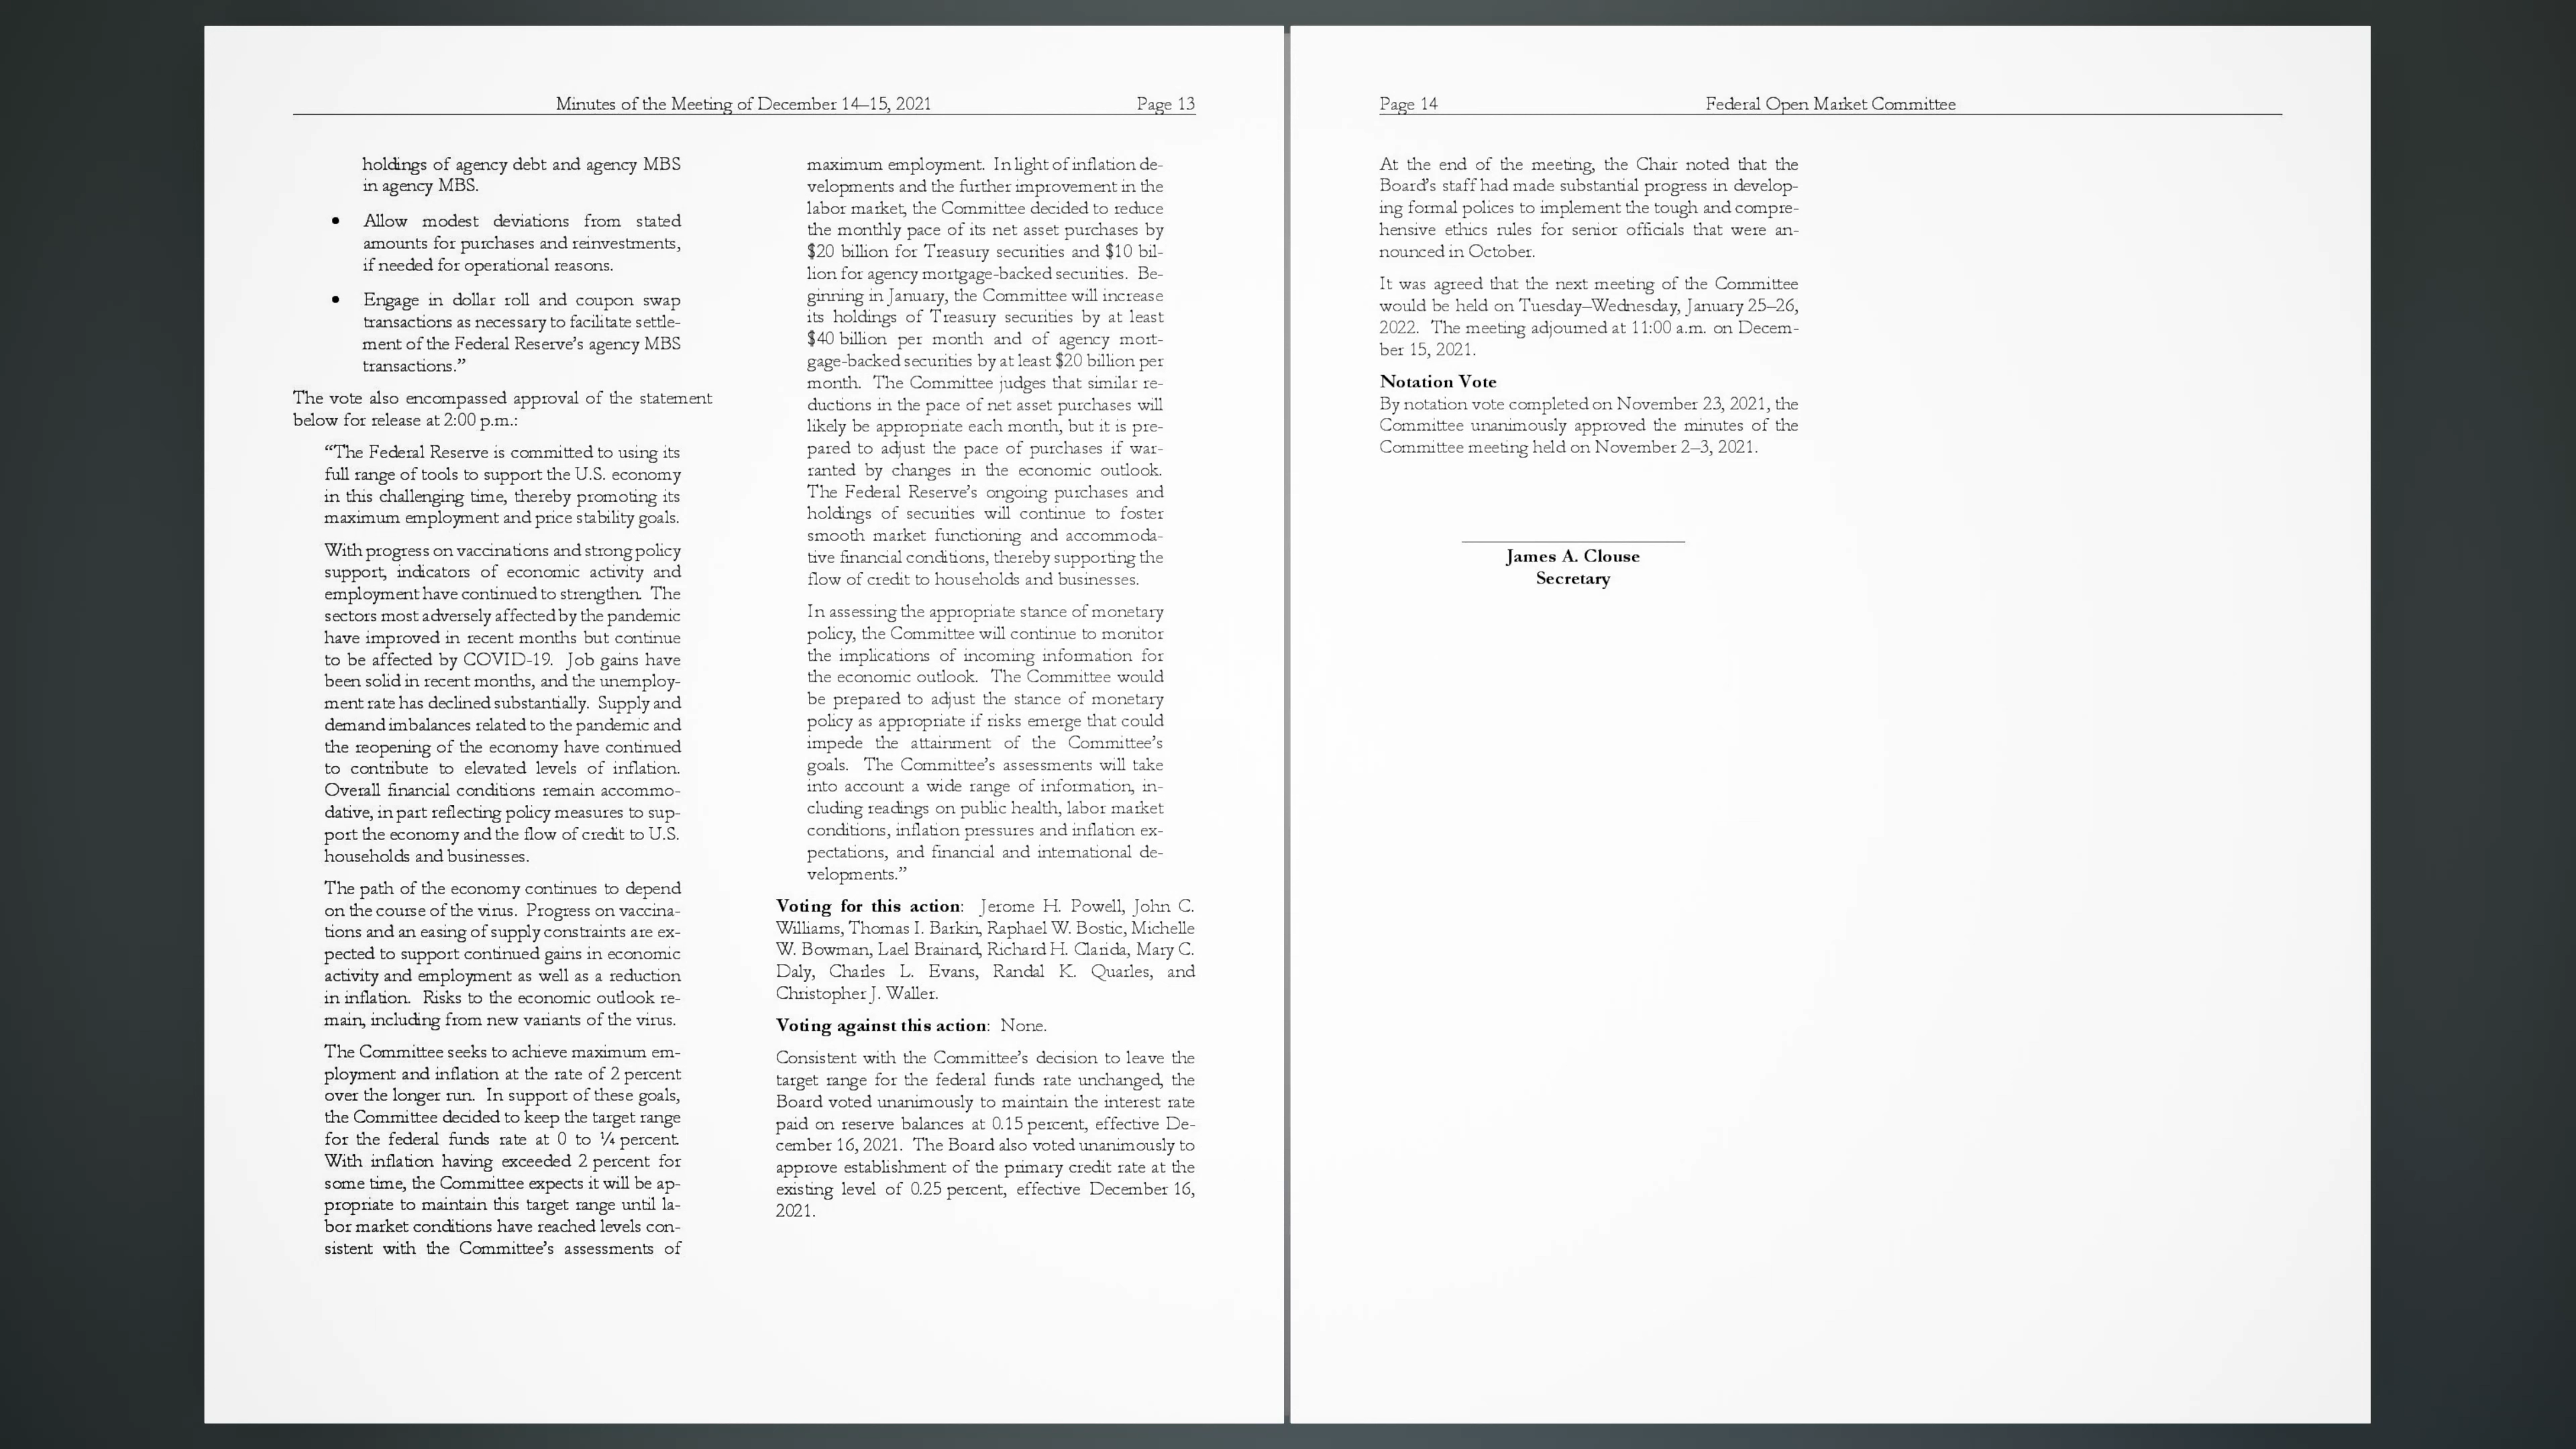 Minutes of the Meeting of December 14–15, 2021 Page 13
holdings of agency debt and agency MBS
in agency MBS.
• Allow modest deviations from stated
amounts for purchases and reinvestments,
if needed for operational reasons.
• Engage in dollar roll and coupon swap
transactions as necessary to facilitate settle-
ment of the Federal Reserve’s agency MBS
transactions.”
The vote also encompassed approval of the statement
below for release at 2:00 p.m.:
“The Federal Reserve is committed to using its
full range of tools to support the U.S. economy
in this challenging time, thereby promoting its
maximum employment and price stability goals.
With progress on vaccinations and strong policy
support, indicators of economic activity and
employment have continued to strengthen. The
sectors most adversely affected by the pandemic
have improved in recent months but continue
to be affected by COVID-19. Job gains have
been solid in recent months, and the unemploy-
ment rate has declined substantially. Supply and
demand imbalances related to the pandemic and
the reopening of the economy have continued
to contribute to elevated levels of inflation.
Overall financial conditions remain accommo-
dative, in part reflecting policy measures to sup-
port the economy and the flow of credit to U.S.
households and businesses.
The path of the economy continues to depend
on the course of the virus. Progress on vaccina-
tions and an easing of supply constraints are ex-
pected to support continued gains in economic
activity and employment as well as a reduction
in inflation. Risks to the economic outlook re-
main, including from new variants of the virus.
The Committee seeks to achieve maximum em-
ployment and inflation at the rate of 2 percent
over the longer run. In support of these goals,
the Committee decided to keep the target range
for the federal funds rate at 0 to ¼ percent.
With inflation having exceeded 2 percent for
some time, the Committee expects it will be ap-
propriate to maintain this target range until la-
bor market conditions have reached levels con-
sistent with the Committee’s assessments of
maximum employment. In light of inflation de-
velopments and the further improvement in the
labor market, the Committee decided to reduce
the monthly pace of its net asset purchases by
$20 billion for Treasury securities and $10 bil-
lion for agency mortgage-backed securities. Be-
ginning in January, the Committee will increase
its holdings of Treasury securities by at least
$40 billion per month and of agency mort-
gage-backed securities by at least $20 billion per
month. The Committee judges that similar re-
ductions in the pace of net asset purchases will
likely be appropriate each month, but it is pre-
pared to adjust the pace of purchases if war-
ranted by changes in the economic outlook.
The Federal Reserve’s ongoing purchases and
holdings of securities will continue to foster
smooth market functioning and accommoda-
tive financial conditions, thereby supporting the
flow of credit to households and businesses.
In assessing the appropriate stance of monetary
policy, the Committee will continue to monitor
the implications of incoming information for
the economic outlook. The Committee would
be prepared to adjust the stance of monetary
policy as appropriate if risks emerge that could
impede the attainment of the Committee’s
goals. The Committee’s assessments will take
into account a wide range of information, in-
cluding readings on public health, labor market
conditions, inflation pressures and inflation ex-
pectations, and financial and international de-
velopments.”
Voting for this action: Jerome H. Powell, John C.
Williams, Thomas I. Barkin, Raphael W. Bostic, Michelle
W. Bowman, Lael Brainard, Richard H. Clarida, Mary C.
Daly, Charles L. Evans, Randal K. Quarles, and
Christopher J. Waller.
Voting against this action: None.
Consistent with the Committee’s decision to leave the
target range for the federal funds rate unchanged, the
Board voted unanimously to maintain the interest rate
paid on reserve balances at 0.15 percent, effective De-
cember 16, 2021. The Board also voted unanimously to
approve establishment of the primary credit rate at the
existing level of 0.25 percent, effective December 16,
2021.
Page 14 Federal Open Market Committee
At the end of the meeting, the Chair noted that the
Board’s staff had made substantial progress in develop-
ing formal polices to implement the tough and compre-
hensive ethics rules for senior officials that were an-
nounced in October.
It was agreed that the next meeting of the Committee
would be held on Tuesday–Wednesday, January 25–26,
2022. The meeting adjourned at 11:00 a.m. on Decem-
ber 15, 2021.
Notation Vote
By notation vote completed on November 23, 2021, the
Committee unanimously approved the minutes of the
Committee meeting held on November 2–3, 2021.
James A. Clouse
Secretary